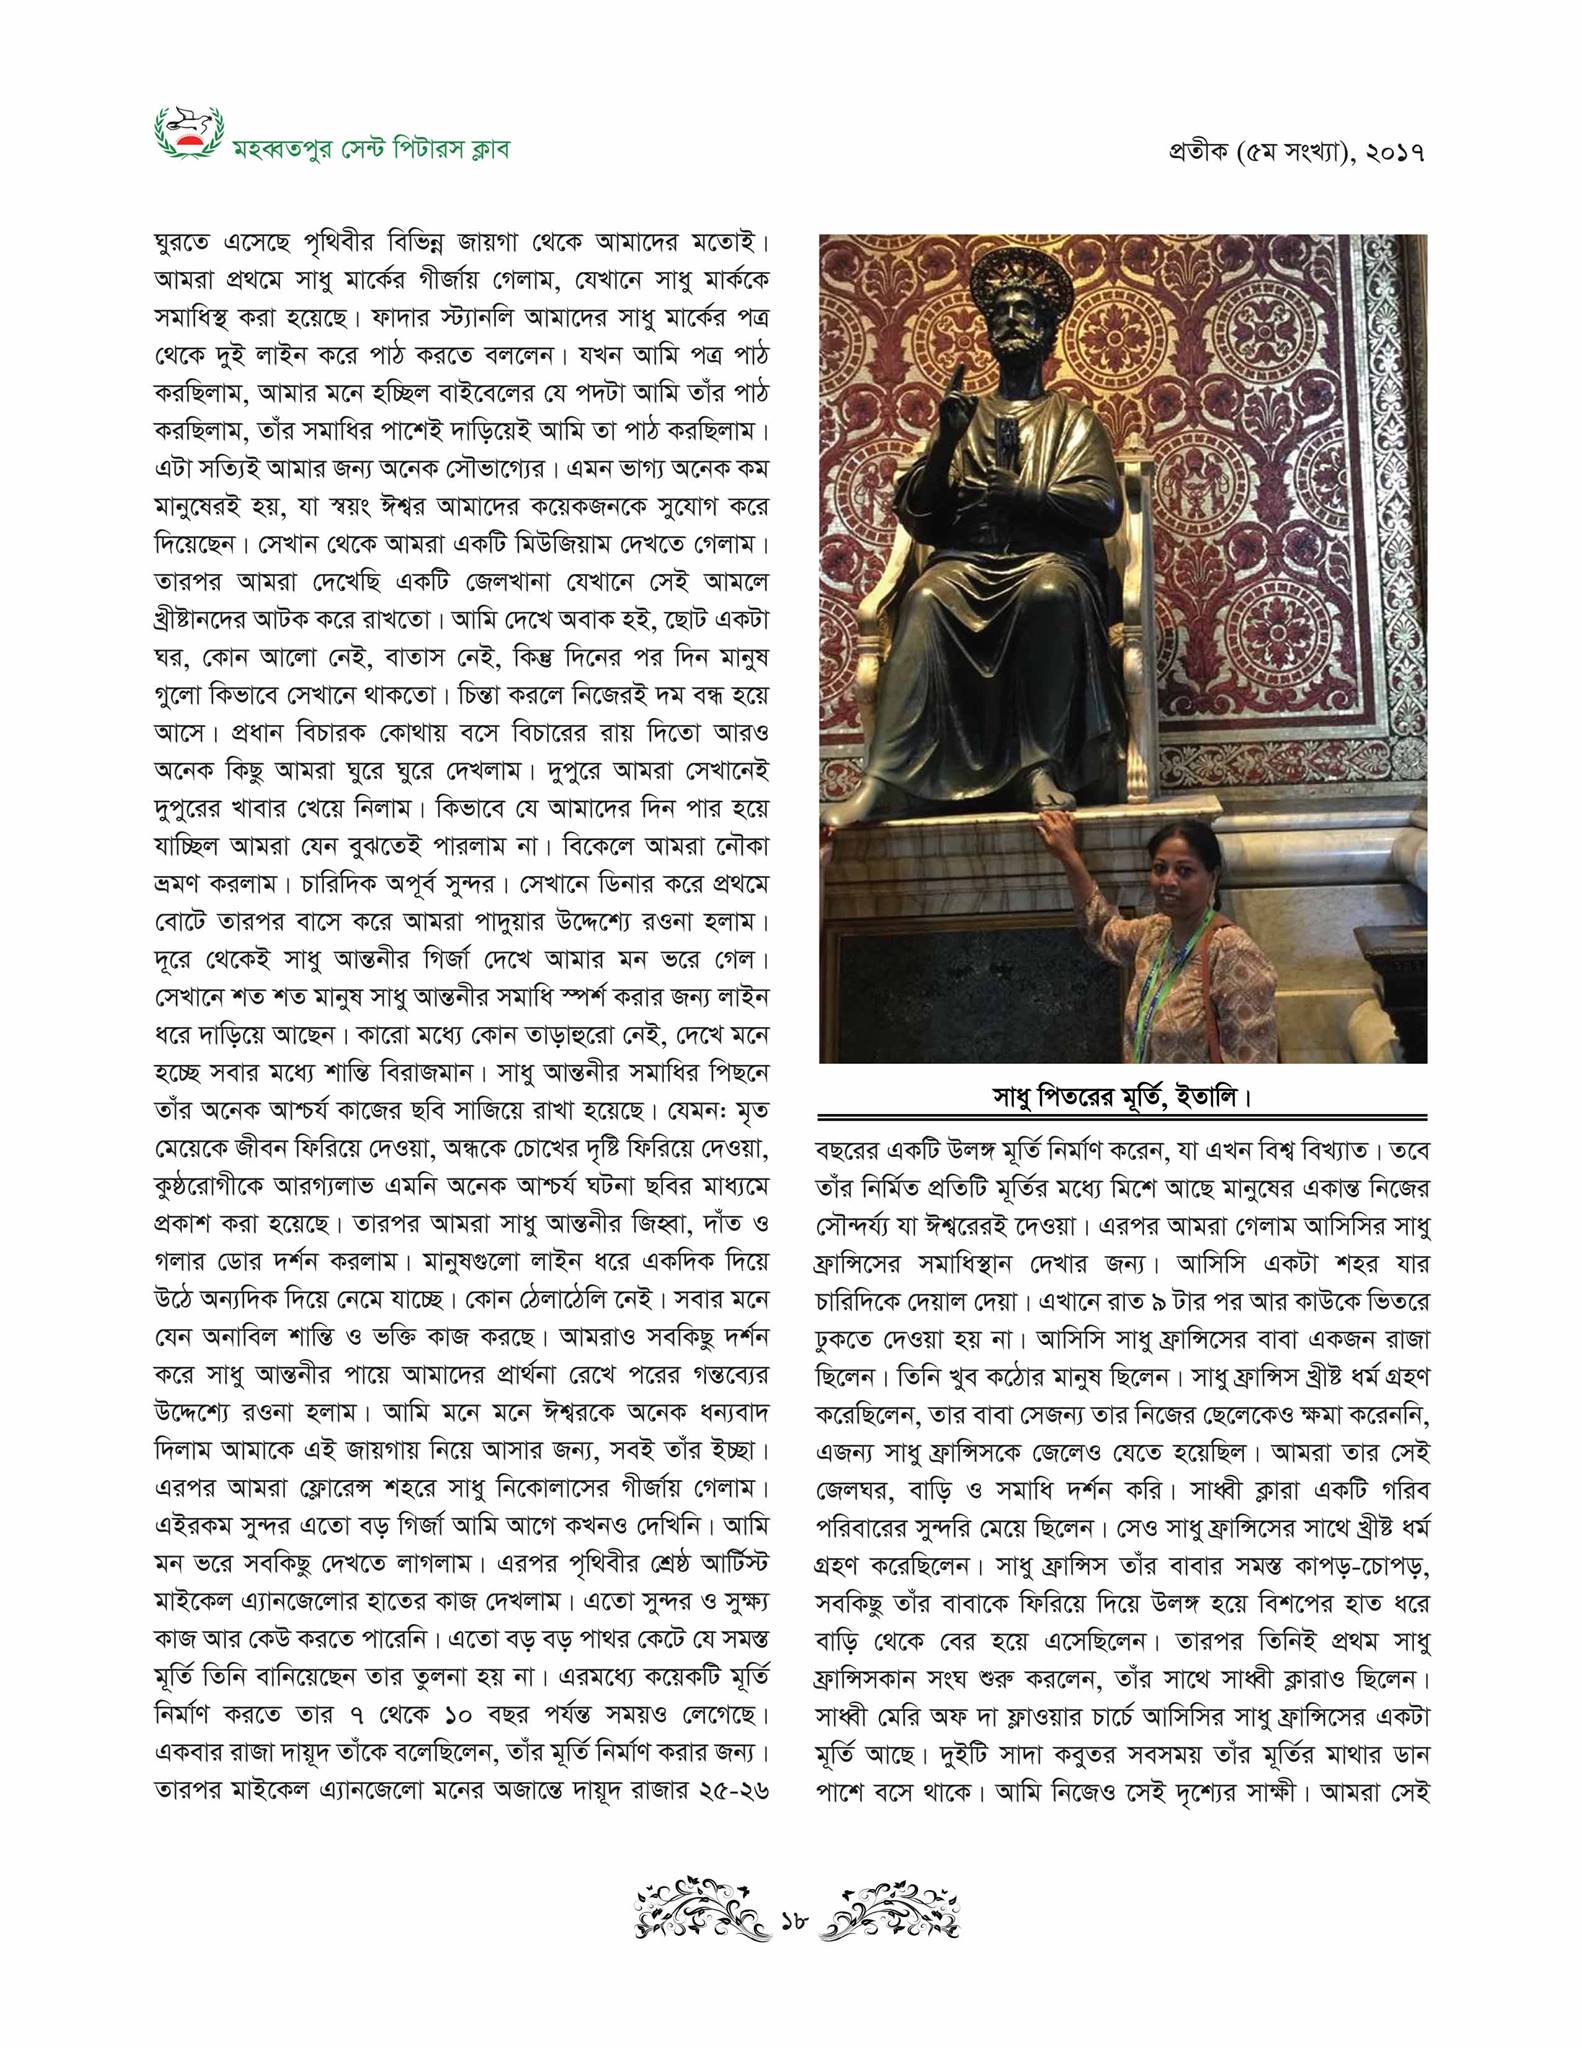 মহব্বতপুর সেন্ট পিটারস ক্লাব
প্রতীক (৫ম সংখ্যা), ২০১৭
ঘুরতে এসেছে পৃথিবীর বিভিন্ন জায়গা থেকে আমাদের মতোই।
আমরা প্রথমে সাধু মার্কের গীর্জায় গেলাম, যেখানে সাধু মার্ককে
সমাধিস্থ করা হয়েছে। ফাদার স্ট্যানলি আমাদের সাধু মার্কের পত্র
থেকে দুই লাইন করে পাঠ করতে বললেন। যখন আমি পত্র পাঠ
করছিলাম, আমার মনে হচ্ছিল বাইবেলের যে পদটা আমি তাঁর পাঠ
করছিলাম, তাঁর সমাধির পাশেই দাড়িয়েই আমি তা পাঠ করছিলাম।
এটা সত্যিই আমার জন্য অনেক সৌভাগ্যের। এমন ভাগ্য অনেক কম
মানুষেরই হয়, যা স্বয়ং ঈশ্বর আমাদের কয়েকজনকে সুযোগ করে
দিয়েছেন। সেখান থেকে আমরা একটি মিউজিয়াম দেখতে গেলাম।
তারপর আমরা দেখেছি একটি জেলখানা যেখানে সেই আমলে
খ্রীষ্টানদের আটক করে রাখতো। আমি দেখে অবাক হই, ছোট একটা
ঘর, কোন আলো নেই, বাতাস নেই, কিন্তু দিনের পর দিন মানুষ
গুলো কিভাবে সেখানে থাকতো। চিন্তা করলে নিজেরই দম বন্ধ হয়ে
আসে। প্রধান বিচারক কোথায় বসে বিচারের রায় দিতো আরও
অনেক কিছু আমরা ঘুরে ঘুরে দেখলাম। দুপুরে আমরা সেখানেই
দুপুরের খাবার খেয়ে নিলাম। কিভাবে যে আমাদের দিন পার হয়ে
যাচ্ছিল আমরা যেন বুঝতেই পারলাম না। বিকেলে আমরা নৌকা
ভ্রমণ করলাম। চারিদিক অপূর্ব সুন্দর। সেখানে ডিনার করে প্রথমে
বোটে তারপর বাসে করে আমরা পাদুয়ার উদ্দেশ্যে রওনা হলাম।
দূরে থেকেই সাধু আন্তনীর গির্জা দেখে আমার মন ভরে গেল।
সেখানে শত শত মানুষ সাধু আন্তনীর সমাধি স্পর্শ করার জন্য লাইন
ধরে দাড়িয়ে আছেন। কারো মধ্যে কোন তাড়াহুরো নেই, দেখে মনে
হচ্ছে সবার মধ্যে শান্তি বিরাজমান। সাধু আন্তনীর সমাধির পিছনে
তাঁর অনেক আশ্চর্য কাজের ছবি সাজিয়ে রাখা হয়েছে। যেমন: মৃত
মেয়েকে জীবন ফিরিয়ে দেওয়া, অন্ধকে চোখের দৃষ্টি ফিরিয়ে দেওয়া,
কুষ্ঠরোগীকে আরগ্যলাভ এমনি অনেক আশ্চর্য ঘটনা ছবির মাধ্যমে
প্রকাশ করা হয়েছে। তারপর আমরা সাধু আন্তনীর জিহ্বা, দাঁত ও
গলার ডোর দর্শন করলাম। মানুষগুলো লাইন ধরে একদিক দিয়ে
উঠে অন্যদিক দিয়ে নেমে যাচ্ছে। কোন ঠেলাঠেলি নেই। সবার মনে
যেন অনাবিল শান্তি ও ভক্তি কাজ করছে। আমরাও সবকিছু দর্শন
করে সাধু আন্তনীর পায়ে আমাদের প্রার্থনা রেখে পরের গন্তব্যের
উদ্দেশ্যে রওনা হলাম। আমি মনে মনে ঈশ্বরকে অনেক ধন্যবাদ
দিলাম আমাকে এই জায়গায় নিয়ে আসার জন্য, সবই তাঁর ইচ্ছা।
এরপর আমরা ফ্লোরেন্স শহরে সাধু নিকোলাসের গীর্জায় গেলাম।
এইরকম সুন্দর এতো বড় গির্জা আমি আগে কখনও দেখিনি। আমি
মন ভরে সবকিছু দেখতে লাগলাম। এরপর পৃথিবীর শ্রেষ্ঠ আর্টিস্ট
মাইকেল এ্যানজেলোর হাতের কাজ দেখলাম। এতো সুন্দর ও সুক্ষ্য
কাজ আর কেউ করতে পারেনি। এতো বড় বড় পাথর কেটে যে সমস্ত
মূর্তি তিনি বানিয়েছেন তার তুলনা হয় না। এরমধ্যে কয়েকটি মূর্তি
নির্মাণ করতে তার ৭ থেকে ১০ বছর পর্যন্ত সময়ও লেগেছে।
একবার রাজা দায়ূদ তাঁকে বলেছিলেন, তাঁর মূর্তি নির্মাণ করার জন্য।
তারপর মাইকেল এ্যানজেলো মনের অজান্তে দায়ূদ রাজার ২৫-২৬
সাধু পিতরের মূর্তি, ইতালি।
বছরের একটি উলঙ্গ মূর্তি নির্মাণ করেন, যা এখন বিশ্ব বিখ্যাত। তবে
তাঁর নির্মিত প্রতিটি মূর্তির মধ্যে মিশে আছে মানুষের একান্ত নিজের
সৌন্দর্য্য যা ঈশ্বরেরই দেওয়া। এরপর আমরা গেলাম আসিসির সাধু
ফ্রান্সিসের সমাধিস্থান দেখার জন্য। আসিসি একটা শহর যার
চারিদিকে দেয়াল দেয়া। এখানে রাত ৯ টার পর আর কাউকে ভিতরে
ঢুকতে দেওয়া হয় না। আসিসি সাধু ফ্রান্সিসের বাবা একজন রাজা
ছিলেন। তিনি খুব কঠোর মানুষ ছিলেন। সাধু ফ্রান্সিস খ্রীষ্ট ধর্ম গ্রহণ
করেছিলেন, তার বাবা সেজন্য তার নিজের ছেলেকেও ক্ষমা করেননি,
এজন্য সাধু ফ্রান্সিসকে জেলেও যেতে হয়েছিল। আমরা তার সেই
জেলঘর, বাড়ি ও সমাধি দর্শন করি। সাধ্বী ক্লারা একটি গরিব
পরিবারের সুন্দরি মেয়ে ছিলেন। সেও সাধু ফ্রান্সিসের সাথে খ্রীষ্ট ধর্ম
গ্রহণ করেছিলেন। সাধু ফ্রান্সিস তাঁর বাবার সমস্ত কাপড়-চোপড়,
সবকিছু তাঁর বাবাকে ফিরিয়ে দিয়ে উলঙ্গ হয়ে বিশপের হাত ধরে
বাড়ি থেকে বের হয়ে এসেছিলেন। তারপর তিনিই প্রথম সাধু
ফ্রান্সিসকান সংঘ শুরু করলেন, তাঁর সাথে সাধ্বী ক্লারাও ছিলেন।
সাধ্বী মেরি অফ দা ফ্লাওয়ার চার্চে আসিসির সাধু ফ্রান্সিসের একটা
মূর্তি আছে। দুইটি সাদা কবুতর সবসময় তাঁর মূর্তির মাথার ডান
পাশে বসে থাকে। আমি নিজেও সেই দৃশ্যের সাক্ষী। আমরা সেই
১৮